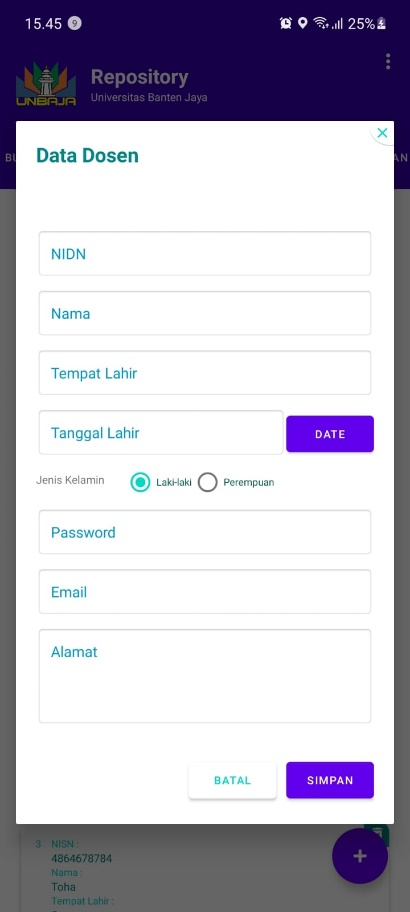 15.45 9 25%
Repository
UNBAJA
Universitas Banten Jaya
BU AN
Data Dosen
NIDN
Nama
Tempat Lahir
Tanggal Lahir DATE
Jenis Kelamin Laki-laki Perempuan
Password
Email
Alamat
BATAL SIMPAN
3 NISN :
4864678784
Nama :
Toha
Tempat Lahir :